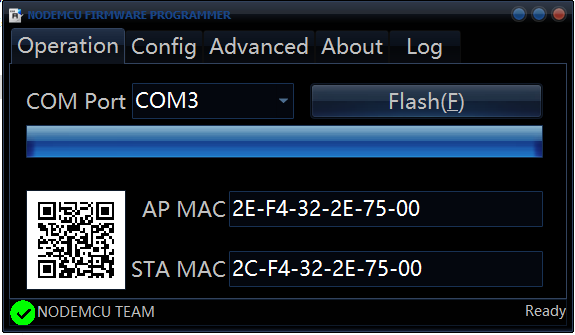 NODEMCU FIRMWARE PROGRAMMER
Operation Config Advanced About Log
COM Port COM3 Flash(F)
AP MAC 2E-F4-32-2E-75-00
STA MAC 2C-F4-32-2E-75-00
NODEMCU TEAM Ready